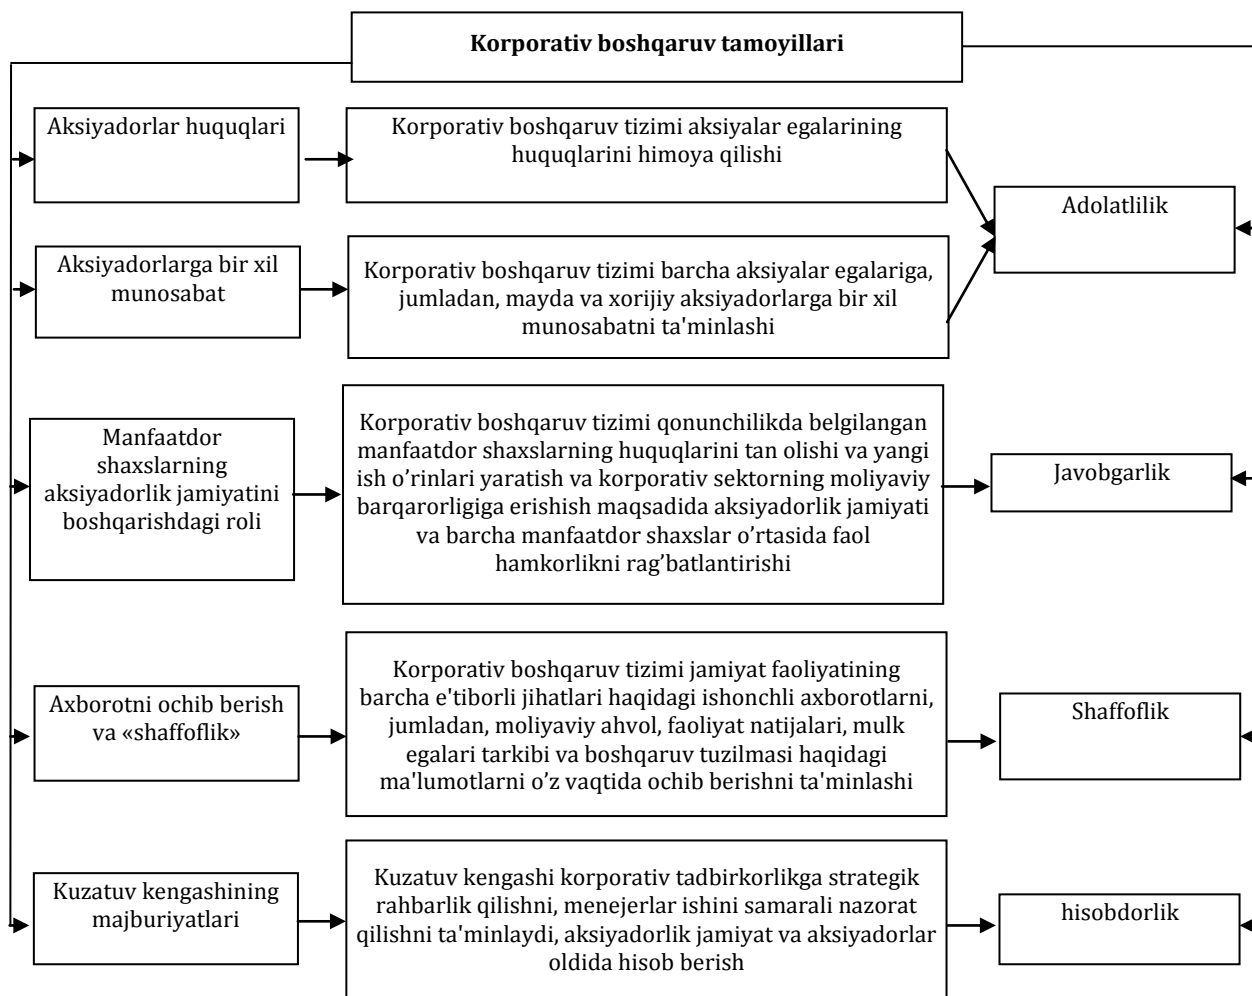 Korporativ boshqaruv tamoyillari
Aksiyadorlar huquqlari
Korporativ boshqaruv tizimi aksiyalar egalarining
huquqlarini himoya qilishi
Adolatlilik
Aksiyadorlarga bir xil
munosabat
Korporativ boshqaruv tizimi barcha aksiyalar egalariga,
jumladan, mayda va xorijiy aksiyadorlarga bir xil
munosabatni ta'minlashi
Manfaatdor
shaxslarning
aksiyadorlik jamiyatini
boshqarishdagi roli
Korporativ boshqaruv tizimi qonunchilikda belgilangan
manfaatdor shaxslarning huquqlarini tan olishi va yangi
ish o’rinlari yaratish va korporativ sektorning moliyaviy
barqarorligiga erishish maqsadida aksiyadorlik jamiyati
va barcha manfaatdor shaxslar o’rtasida faol
hamkorlikni rag’batlantirishi
Javobgarlik
Axborotni ochib berish
va «shaffoflik»
Korporativ boshqaruv tizimi jamiyat faoliyatining
barcha e'tiborli jihatlari haqidagi ishonchli axborotlarni,
jumladan, moliyaviy ahvol, faoliyat natijalari, mulk
egalari tarkibi va boshqaruv tuzilmasi haqidagi
ma'lumotlarni o’z vaqtida ochib berishni ta'minlashi
Shaffoflik
Kuzatuv kengashining
majburiyatlari
Kuzatuv kengashi korporativ tadbirkorlikga strategik
rahbarlik qilishni, menejerlar ishini samarali nazorat
qilishni ta'minlaydi, aksiyadorlik jamiyat va aksiyadorlar
oldida hisob berish
hisobdorlik